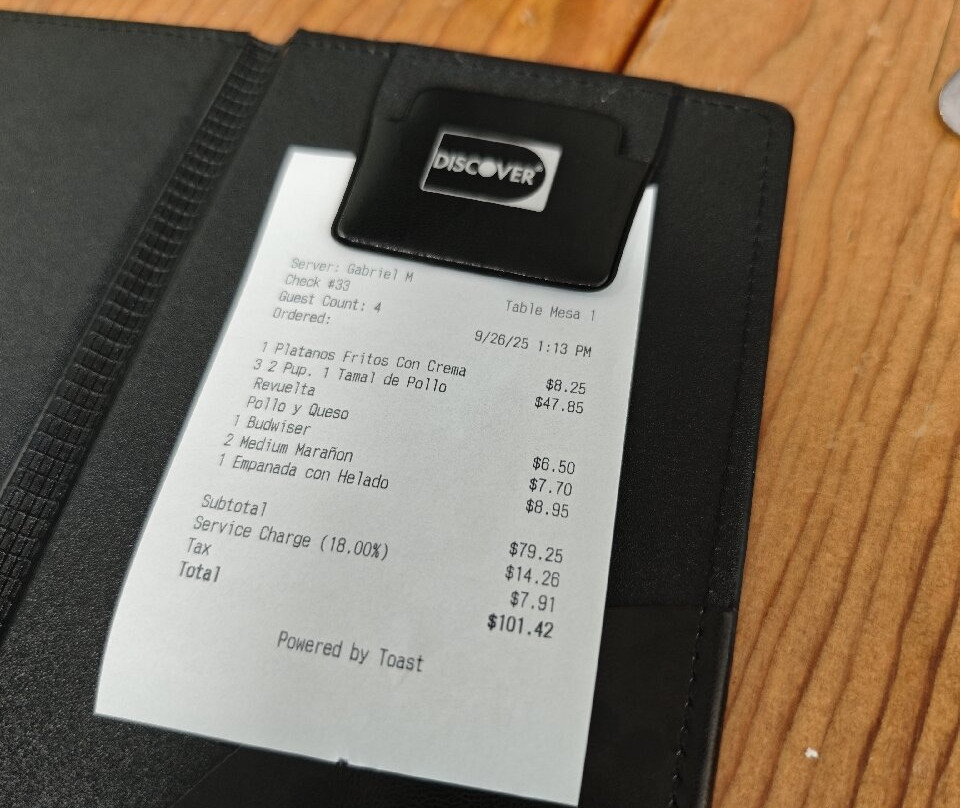 DISCOVER®
Server: Gabriel M
Check #33 Table Mesa 1
Guest Count: 4
Ordered: 9/26/25 1:13 PM
1 Platanos Fritos Con Crema $8.25
3 2 Pup. 1 Tamal de Pollo $47.85
Revuelta
Pollo y Queso
1 Budwiser $6.50
2 Medium Marañon $7.70
1 Empanada con Helado $8.95
Subtotal $79.25
Service Charge (18.00%) $14.26
Tax $7.91
Total $101.42
Powered by Toast